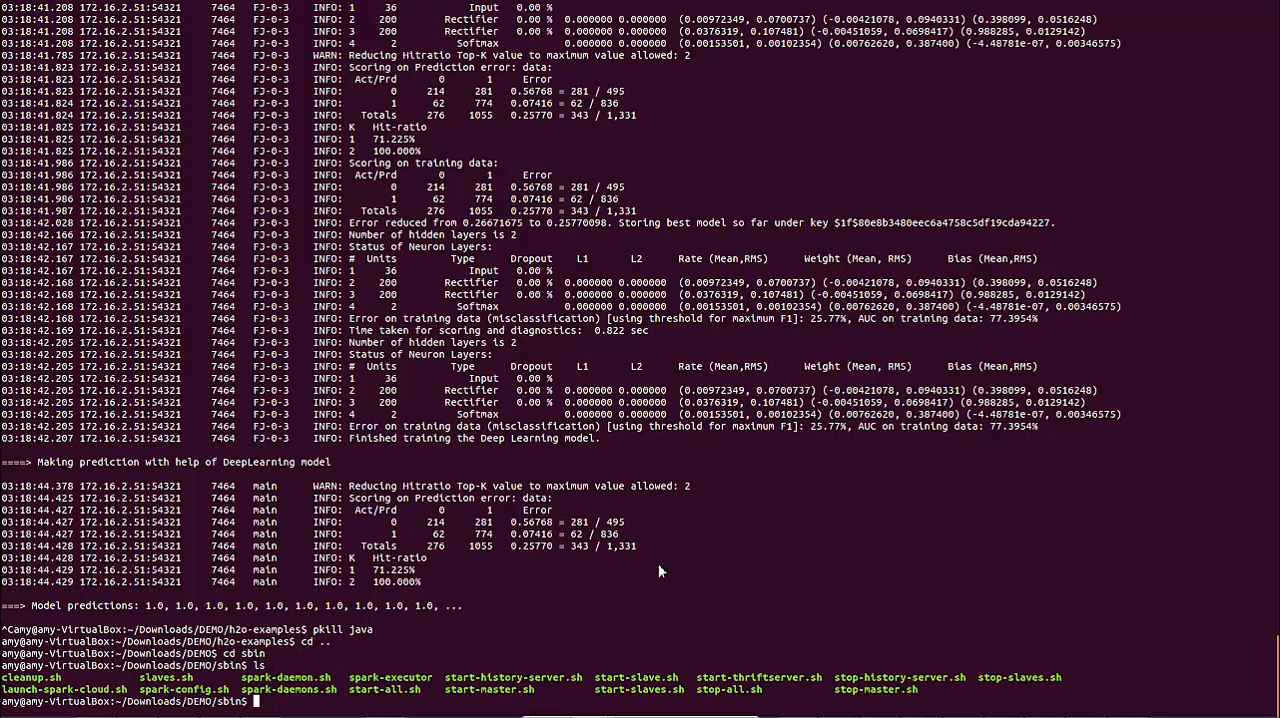 03:18:41.208 172.16.2.51:54321 7464 FJ-0-3 INFO: 1 36 Input 0.00 %
03:18:41.208 172.16.2.51:54321 7464 FJ-0-3 INFO: 2 200 Rectifier 0.00 % 0.000000 0.000000 (0.00972349, 0.0700737) (-0.00421078, 0.0940331) (0.398099, 0.0516248)
03:18:41.208 172.16.2.51:54321 7464 FJ-0-3 INFO: 3 200 Rectifier 0.00 % 0.000000 0.000000 (0.0376319, 0.107481) (-0.00451059, 0.0698417) (0.988285, 0.0129142)
03:18:41.208 172.16.2.51:54321 7464 FJ-0-3 INFO: 4 2 Softmax 0.000000 0.000000 (0.00153501, 0.00102354) (0.00762620, 0.387400) (-4.48781e-07, 0.00346575)
03:18:41.785 172.16.2.51:54321 7464 FJ-0-3 WARN: Reducing Hitratio Top-K value to maximum value allowed: 2
03:18:41.823 172.16.2.51:54321 7464 FJ-0-3 INFO: Scoring on Prediction error: data:
03:18:41.823 172.16.2.51:54321 7464 FJ-0-3 INFO: Act/Prd 0 1 Error
03:18:41.823 172.16.2.51:54321 7464 FJ-0-3 INFO: 0 214 281 0.56768 = 281 / 495
03:18:41.824 172.16.2.51:54321 7464 FJ-0-3 INFO: 1 62 774 0.07416 = 62 / 836
03:18:41.824 172.16.2.51:54321 7464 FJ-0-3 INFO: Totals 276 1055 0.25770 = 343 / 1,331
03:18:41.825 172.16.2.51:54321 7464 FJ-0-3 INFO: K Hit-ratio
03:18:41.825 172.16.2.51:54321 7464 FJ-0-3 INFO: 1 71.225%
03:18:41.825 172.16.2.51:54321 7464 FJ-0-3 INFO: 2 100.000%
03:18:41.986 172.16.2.51:54321 7464 FJ-0-3 INFO: Scoring on training data:
03:18:41.986 172.16.2.51:54321 7464 FJ-0-3 INFO: Act/Prd 0 1 Error
03:18:41.986 172.16.2.51:54321 7464 FJ-0-3 INFO: 0 214 281 0.56768 = 281 / 495
03:18:41.986 172.16.2.51:54321 7464 FJ-0-3 INFO: 1 62 774 0.07416 = 62 / 836
03:18:41.987 172.16.2.51:54321 7464 FJ-0-3 INFO: Totals 276 1055 0.25770 = 343 / 1,331
03:18:42.028 172.16.2.51:54321 7464 FJ-0-3 INFO: Error reduced from 0.26671675 to 0.25770098. Storing best model so far under key $1f$80e8b3480eec6a4758c5df19cda94227.
03:18:42.166 172.16.2.51:54321 7464 FJ-0-3 INFO: Number of hidden layers is 2
03:18:42.167 172.16.2.51:54321 7464 FJ-0-3 INFO: Status of Neuron Layers:
03:18:42.167 172.16.2.51:54321 7464 FJ-0-3 INFO: # Units Type Dropout L1 L2 Rate (Mean,RMS) Weight (Mean, RMS) Bias (Mean,RMS)
03:18:42.167 172.16.2.51:54321 7464 FJ-0-3 INFO: 1 36 Input 0.00 %
03:18:42.168 172.16.2.51:54321 7464 FJ-0-3 INFO: 2 200 Rectifier 0.00 % 0.000000 0.000000 (0.00972349, 0.0700737) (-0.00421078, 0.0940331) (0.398099, 0.0516248)
03:18:42.168 172.16.2.51:54321 7464 FJ-0-3 INFO: 3 200 Rectifier 0.00 % 0.000000 0.000000 (0.0376319, 0.107481) (-0.00451059, 0.0698417) (0.988285, 0.0129142)
03:18:42.168 172.16.2.51:54321 7464 FJ-0-3 INFO: 4 2 Softmax 0.000000 0.000000 (0.00153501, 0.00102354) (0.00762620, 0.387400) (-4.48781e-07, 0.00346575)
03:18:42.168 172.16.2.51:54321 7464 FJ-0-3 INFO: Error on training data (misclassification) [using threshold for maximum F1]: 25.77%, AUC on training data: 77.3954%
03:18:42.169 172.16.2.51:54321 7464 FJ-0-3 INFO: Time taken for scoring and diagnostics: 0.822 sec
03:18:42.205 172.16.2.51:54321 7464 FJ-0-3 INFO: Number of hidden layers is 2
03:18:42.205 172.16.2.51:54321 7464 FJ-0-3 INFO: Status of Neuron Layers:
03:18:42.205 172.16.2.51:54321 7464 FJ-0-3 INFO: # Units Type Dropout L1 L2 Rate (Mean,RMS) Weight (Mean, RMS) Bias (Mean,RMS)
03:18:42.205 172.16.2.51:54321 7464 FJ-0-3 INFO: 1 36 Input 0.00 %
03:18:42.205 172.16.2.51:54321 7464 FJ-0-3 INFO: 2 200 Rectifier 0.00 % 0.000000 0.000000 (0.00972349, 0.0700737) (-0.00421078, 0.0940331) (0.398099, 0.0516248)
03:18:42.205 172.16.2.51:54321 7464 FJ-0-3 INFO: 3 200 Rectifier 0.00 % 0.000000 0.000000 (0.0376319, 0.107481) (-0.00451059, 0.0698417) (0.988285, 0.0129142)
03:18:42.205 172.16.2.51:54321 7464 FJ-0-3 INFO: 4 2 Softmax 0.000000 0.000000 (0.00153501, 0.00102354) (0.00762620, 0.387400) (-4.48781e-07, 0.00346575)
03:18:42.205 172.16.2.51:54321 7464 FJ-0-3 INFO: Error on training data (misclassification) [using threshold for maximum F1]: 25.77%, AUC on training data: 77.3954%
03:18:42.207 172.16.2.51:54321 7464 FJ-0-3 INFO: Finished training the Deep Learning model.
====> Making prediction with help of DeepLearning model
03:18:44.378 172.16.2.51:54321 7464 main WARN: Reducing Hitratio Top-K value to maximum value allowed: 2
03:18:44.425 172.16.2.51:54321 7464 main INFO: Scoring on Prediction error: data:
03:18:44.427 172.16.2.51:54321 7464 main INFO: Act/Prd 0 1 Error
03:18:44.427 172.16.2.51:54321 7464 main INFO: 0 214 281 0.56768 = 281 / 495
03:18:44.427 172.16.2.51:54321 7464 main INFO: 1 62 774 0.07416 = 62 / 836
03:18:44.428 172.16.2.51:54321 7464 main INFO: Totals 276 1055 0.25770 = 343 / 1,331
03:18:44.428 172.16.2.51:54321 7464 main INFO: K Hit-ratio
03:18:44.429 172.16.2.51:54321 7464 main INFO: 1 71.225%
03:18:44.429 172.16.2.51:54321 7464 main INFO: 2 100.000%
===> Model predictions: 1.0, 1.0, 1.0, 1.0, 1.0, 1.0, 1.0, 1.0, 1.0, 1.0, ...
^Camy@amy-VirtualBox:~/Downloads/DEMO/h2o-examples$ pkill java
amy@amy-VirtualBox:~/Downloads/DEMO/h2o-examples$ cd ..
amy@amy-VirtualBox:~/Downloads/DEMO$ cd sbin
amy@amy-VirtualBox:~/Downloads/DEMO/sbin$ ls
cleanup.sh slaves.sh spark-daemon.sh spark-executor start-history-server.sh start-slave.sh start-thriftserver.sh stop-history-server.sh stop-slaves.sh
launch-spark-cloud.sh spark-config.sh spark-daemons.sh start-all.sh start-master.sh start-slaves.sh stop-all.sh stop-master.sh
amy@amy-VirtualBox:~/Downloads/DEMO/sbin$